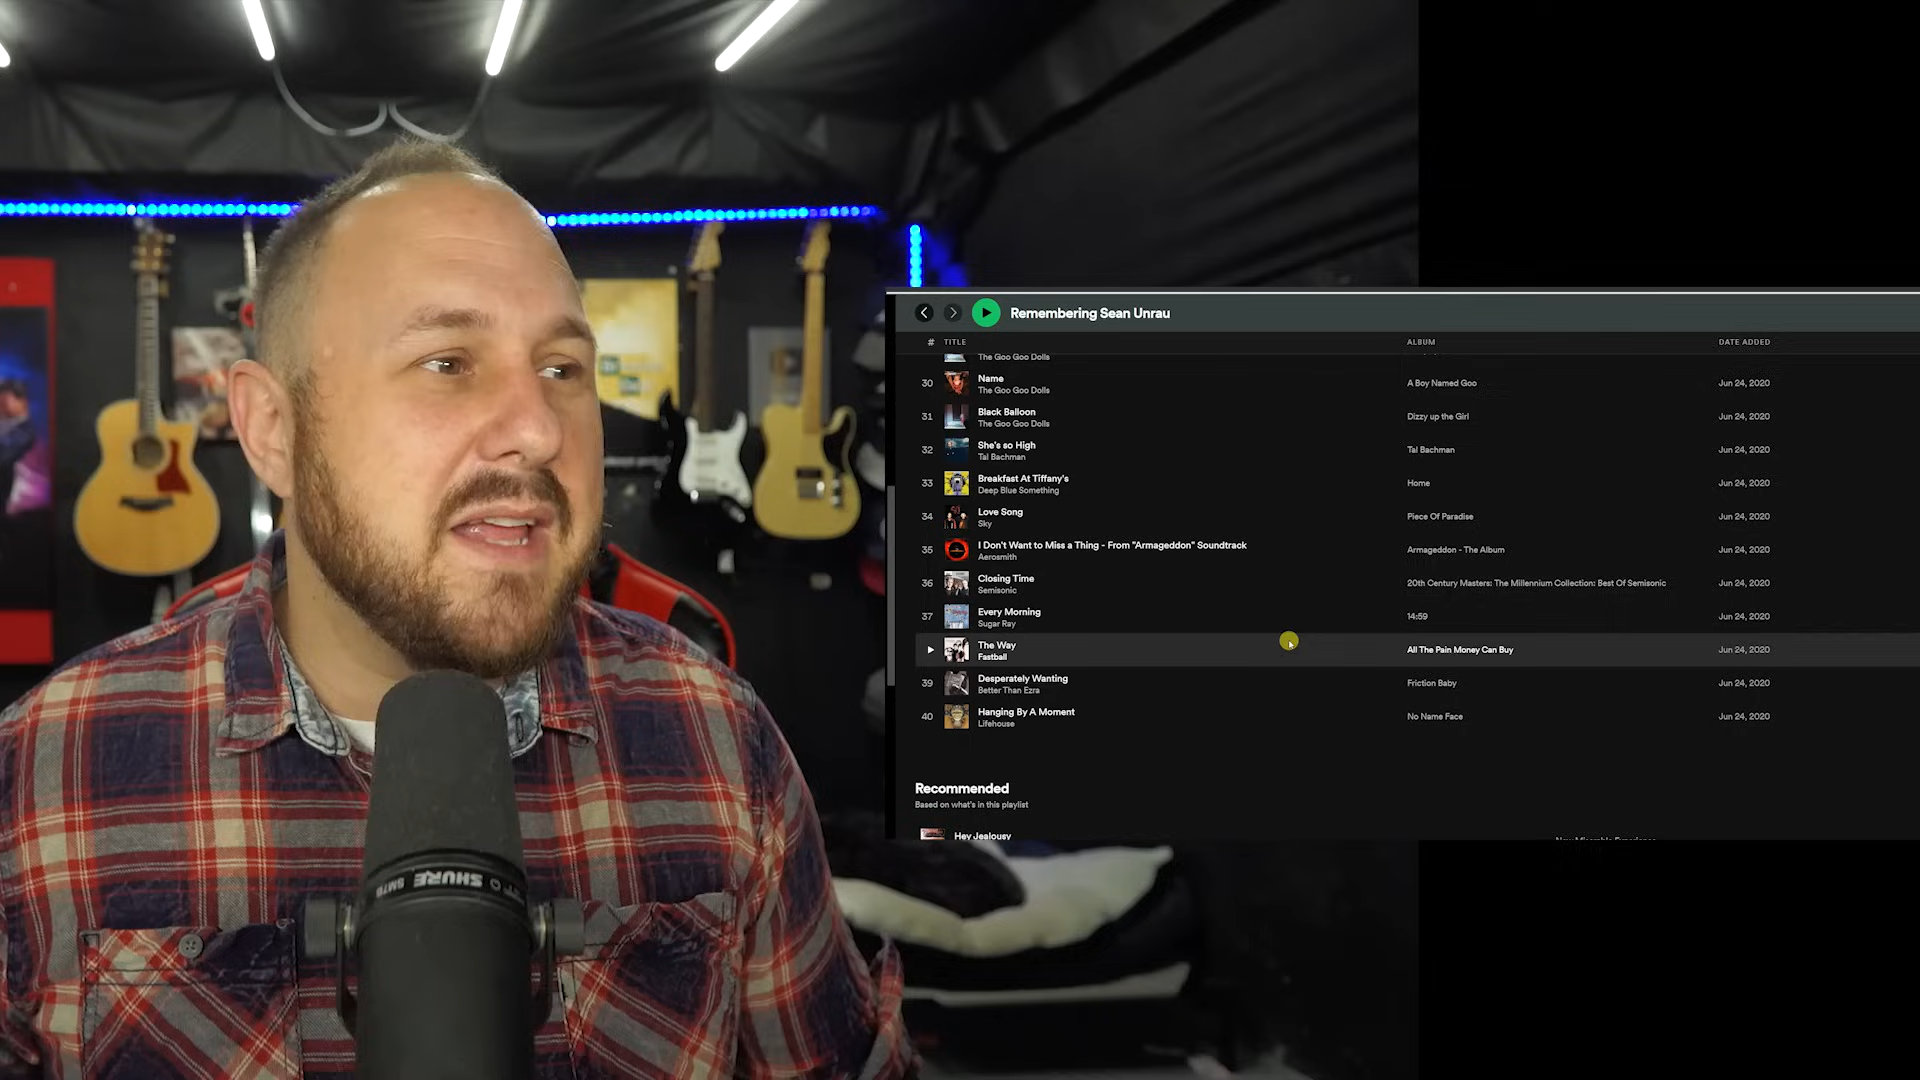 Remembering Sean Unrau
# TITLE ALBUM DATE ADDED
The Goo Goo Dolls
30 Name A Boy Named Goo Jun 24, 2020
The Goo Goo Dolls
31 Black Balloon Dizzy up the Girl Jun 24, 2020
The Goo Goo Dolls
32 She's so High Tal Bachman Jun 24, 2020
Tal Bachman
33 Breakfast At Tiffany's Home Jun 24, 2020
Deep Blue Something
34 Love Song Piece Of Paradise Jun 24, 2020
Sky
35 I Don't Want to Miss a Thing - From "Armageddon" Soundtrack Armageddon - The Album Jun 24, 2020
Aerosmith
36 Closing Time 20th Century Masters: The Millennium Collection: Best Of Semisonic Jun 24, 2020
Semisonic
37 Every Morning 14:59 Jun 24, 2020
Sugar Ray
The Way All The Pain Money Can Buy Jun 24, 2020
Fastball
39 Desperately Wanting Friction Baby Jun 24, 2020
Better Than Ezra
40 Hanging By A Moment No Name Face Jun 24, 2020
Lifehouse
Recommended
Based on what's in this playlist
Hey Jealousy
SHURE SM7B